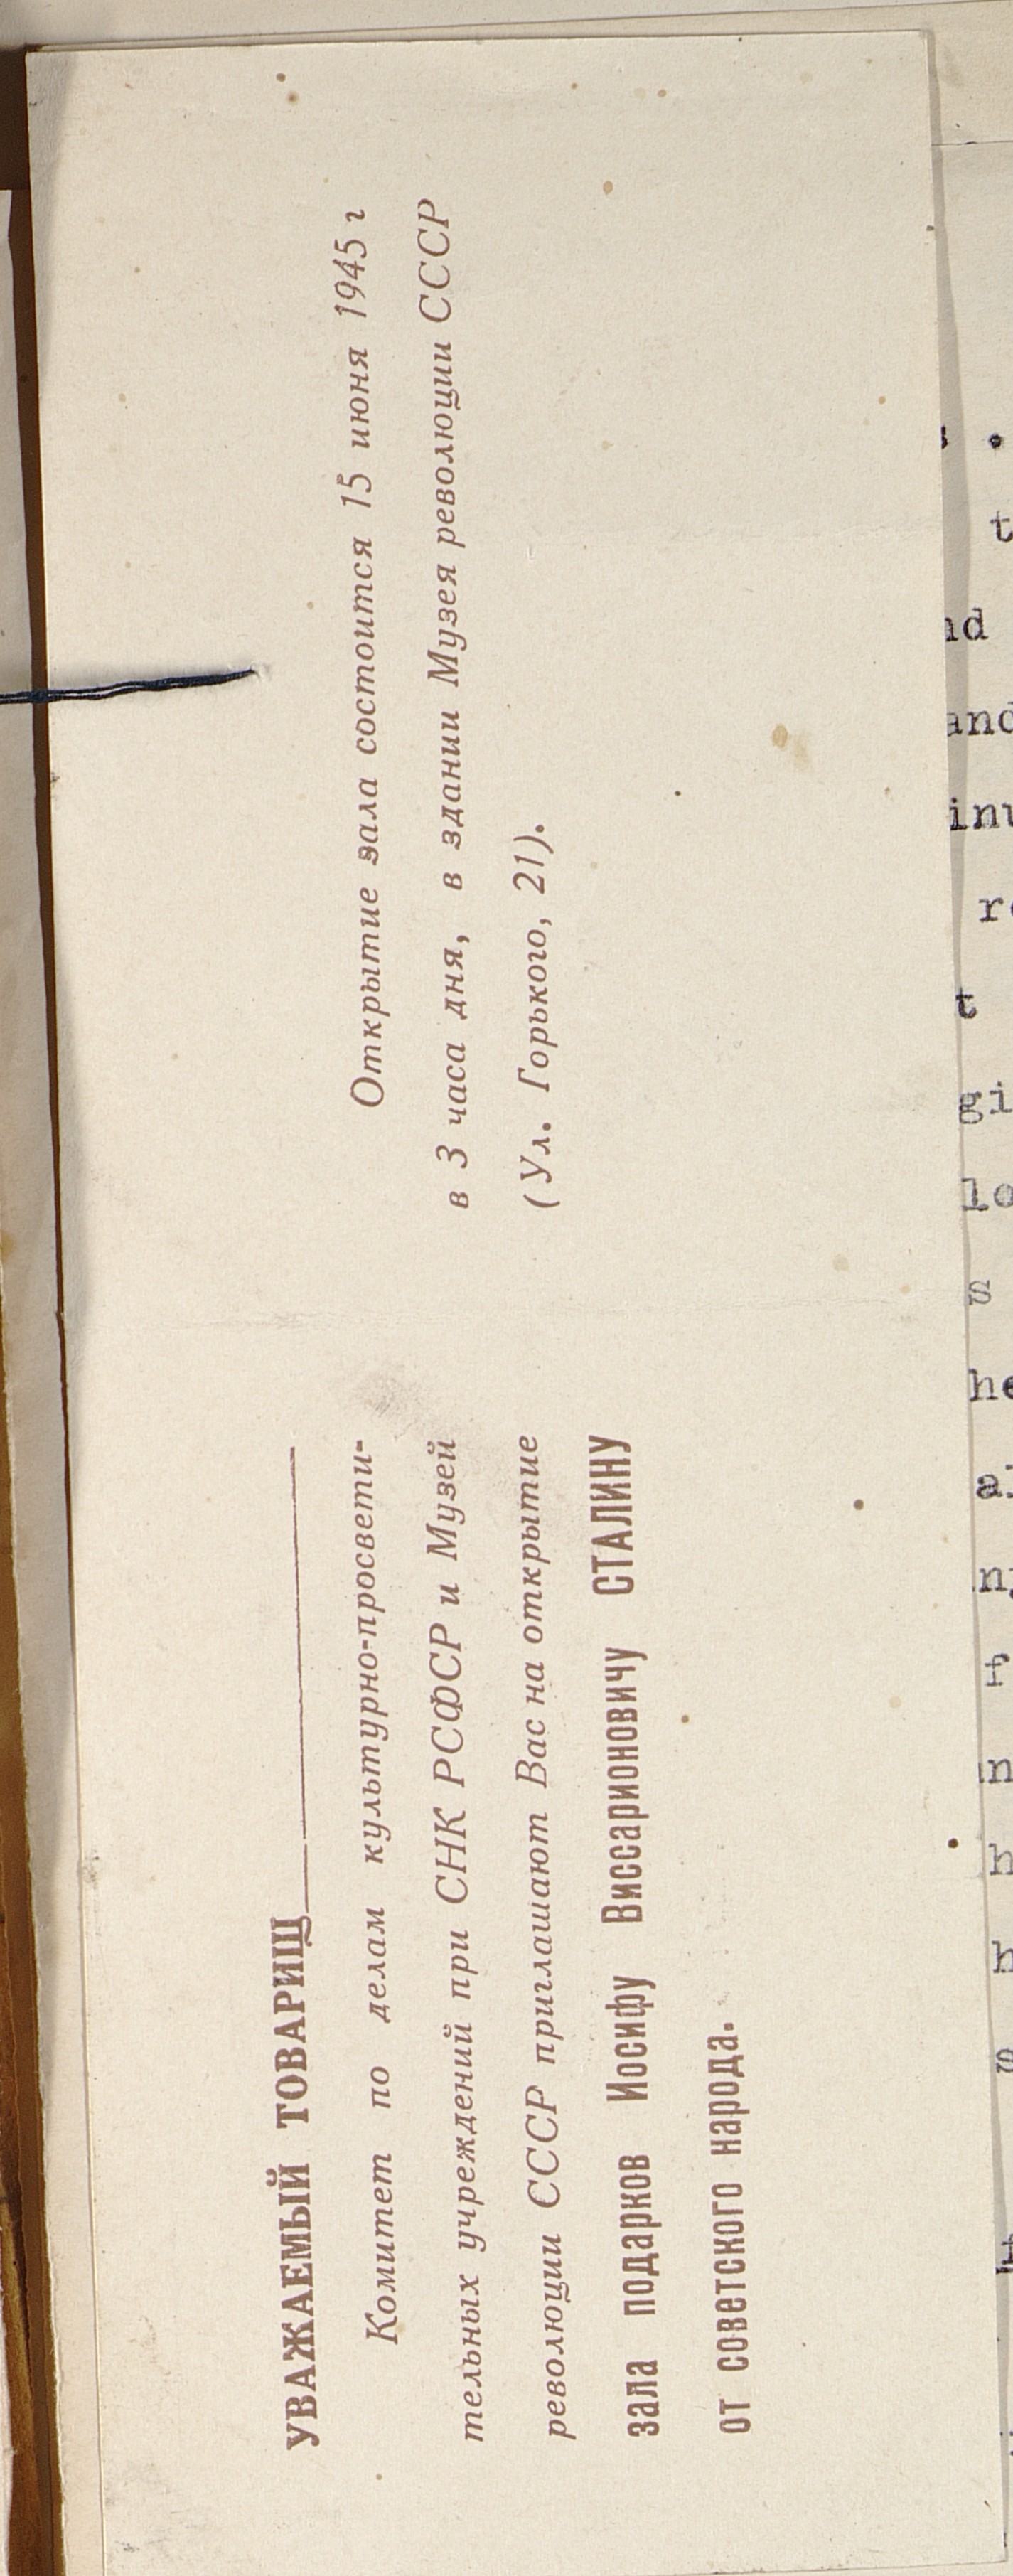 УВАЖАЕМЫЙ ТОВАРИЩ
Комитет по делам культурно-просвети-
тельных учреждений при СНК РСФСР и Музей
революции СССР приглашают Вас на открытие
зала подарков Иосифу Виссарионовичу СТАЛИНУ
от советского народа.
Открытие зала состоится 15 июня 1945 г
в 3 часа дня, в здании Музея революции СССР
(Ул. Горького, 21).